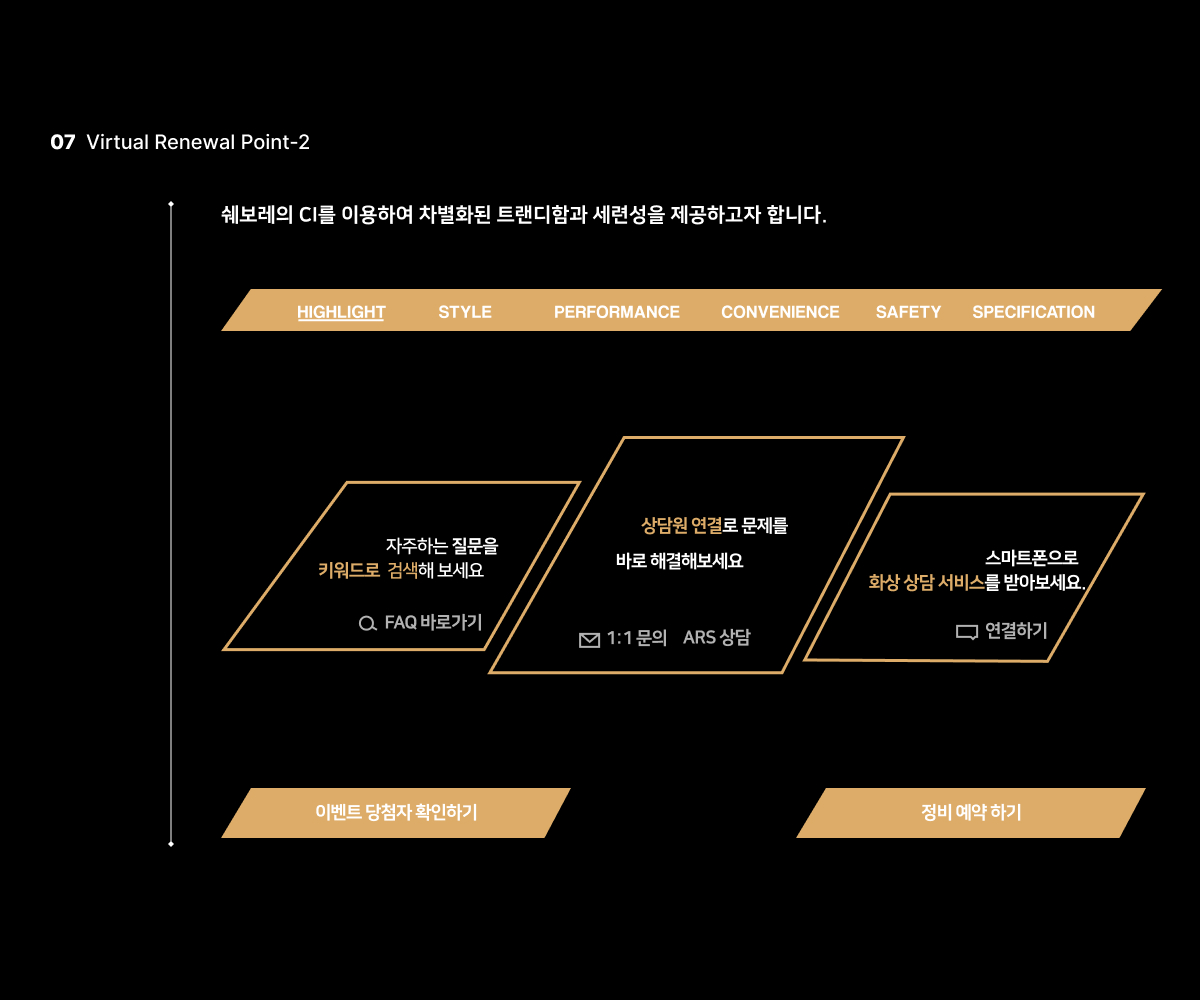 07 Virtual Renewal Point-2
쉐보레의 CI를 이용하여 차별화된 트랜디함과 세련성을 제공하고자 합니다.
HIGHLIGHT STYLE PERFORMANCE CONVENIENCE SAFETY SPECIFICATION
자주하는 질문을
키워드로 검색해 보세요
FAQ 바로가기
상담원 연결로 문제를
바로 해결해보세요
1:1 문의 ARS 상담
스마트폰으로
화상 상담 서비스를 받아보세요.
연결하기
이벤트 당첨자 확인하기
정비 예약 하기